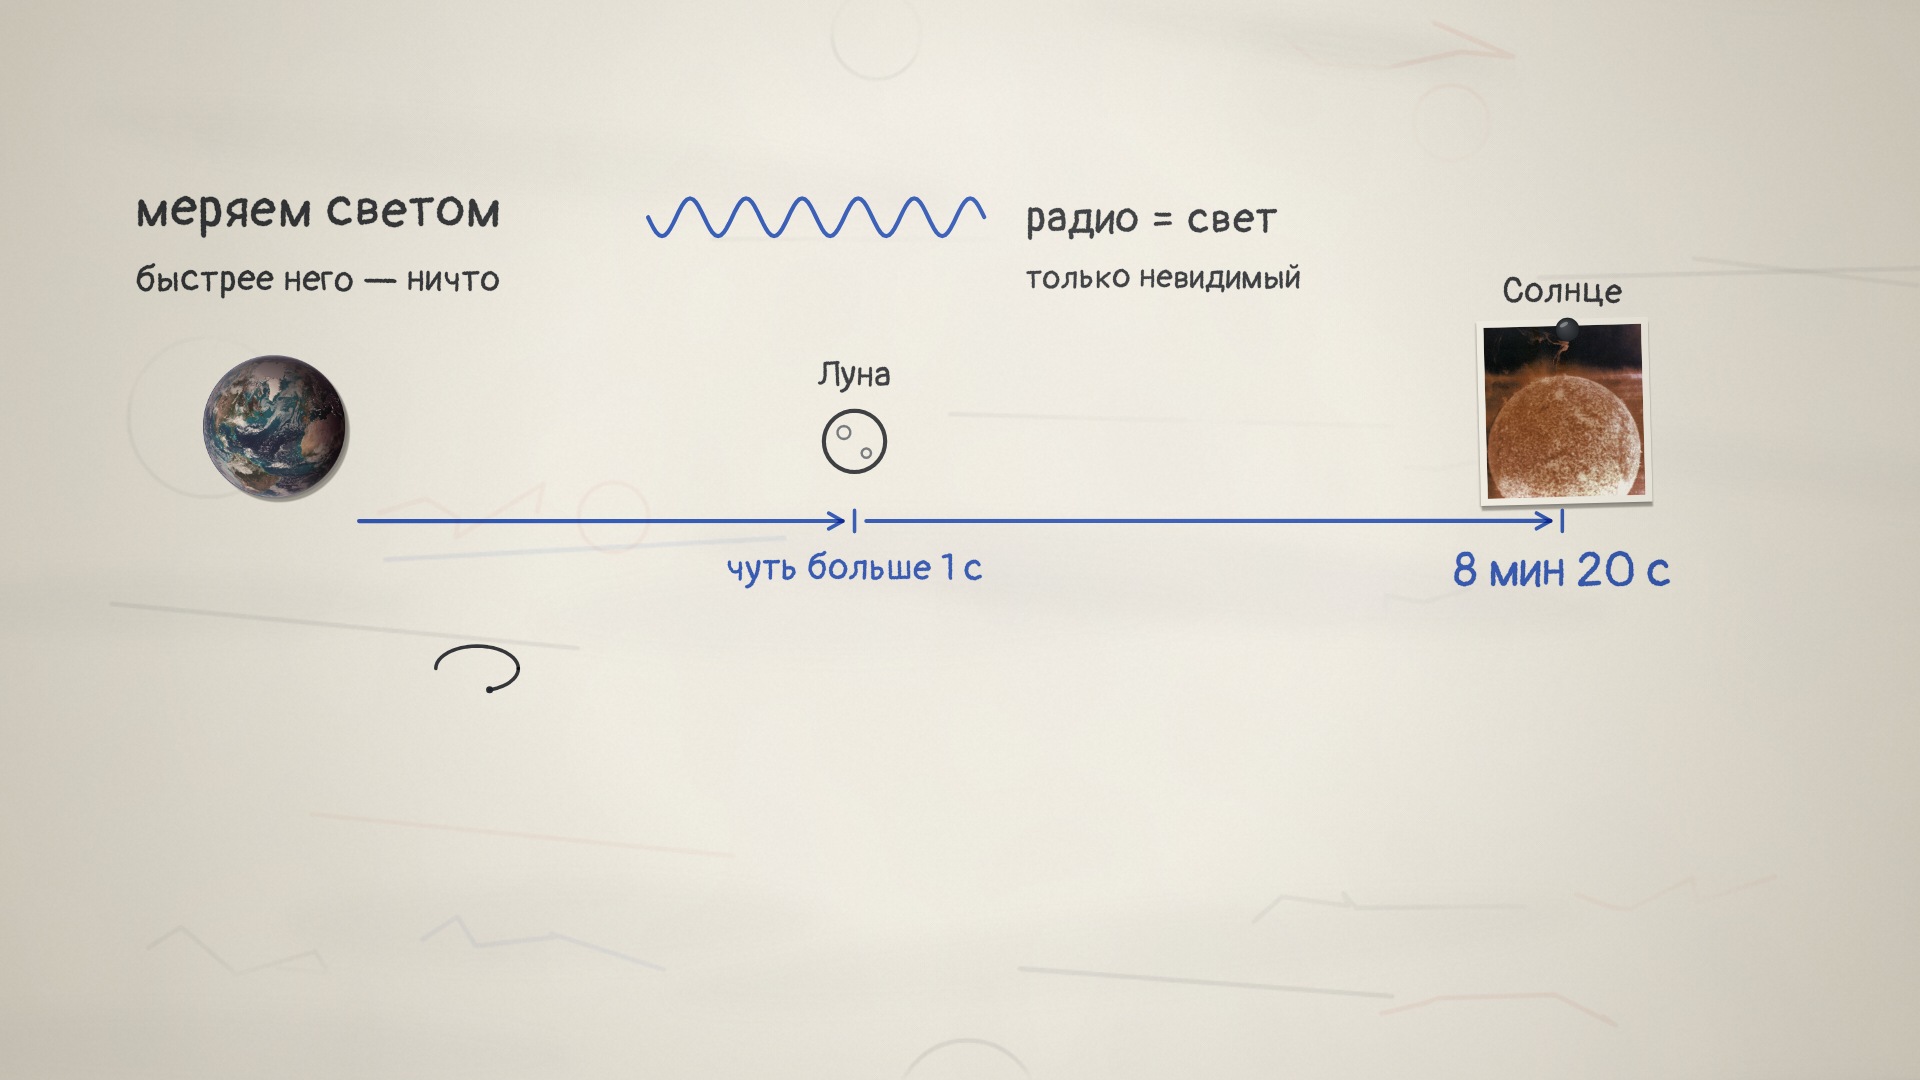 меряем светом
быстрее него — ничто
радио = свет
только невидимый
Солнце
Луна
чуть больше 1 с
8 мин 20 с